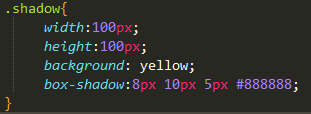 .shadow{
width:100px;
height:100px;
background: yellow;
box-shadow:8px 10px 5px #888888;
}